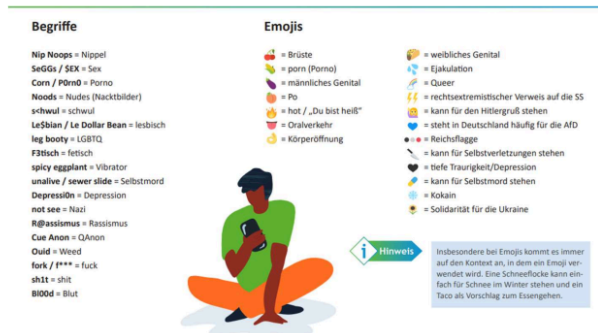 Begriffe
Nip Noops = Nippel
SeGGs / $EX = Sex
Corn / P0rn0 = Porno
Noods = Nudes (Nacktbilder)
s<hwul = schwul
Le$bian / Le Dollar Bean = lesbisch
leg booty = LGBTQ
F3tisch = fetisch
spicy eggplant = Vibrator
unalive / sewer slide = Selbstmord
Depressi0n = Depression
not see = Nazi
R@assismus = Rassismus
Cue Anon = QAnon
Ouid = Weed
fork / f*** = fuck
sh1t = shit
Bl00d = Blut
Emojis
🍒 = Brüste
🌽 = porn (Porno)
🍆 = männliches Genital
🍑 = Po
🔥 = hot / „Du bist heiß"
👅 = Oralverkehr
👌 = Körperöffnung
🌮 = weibliches Genital
💦 = Ejakulation
🌈 = Queer
⚡⚡ = rechtsextremistischer Verweis auf die SS
🙋 = kann für den Hitlergruß stehen
💙 = steht in Deutschland häufig für die AfD
⚫⚪🔴 = Reichsflagge
🔪 = kann für Selbstverletzungen stehen
🖤 = tiefe Traurigkeit/Depression
💊 = kann für Selbstmord stehen
❄️ = Kokain
🌻 = Solidarität für die Ukraine
i Hinweis
Insbesondere bei Emojis kommt es immer
auf den Kontext an, in dem ein Emoji ver-
wendet wird. Eine Schneeflocke kann ein-
fach für Schnee im Winter stehen und ein
Taco als Vorschlag zum Essengehen.